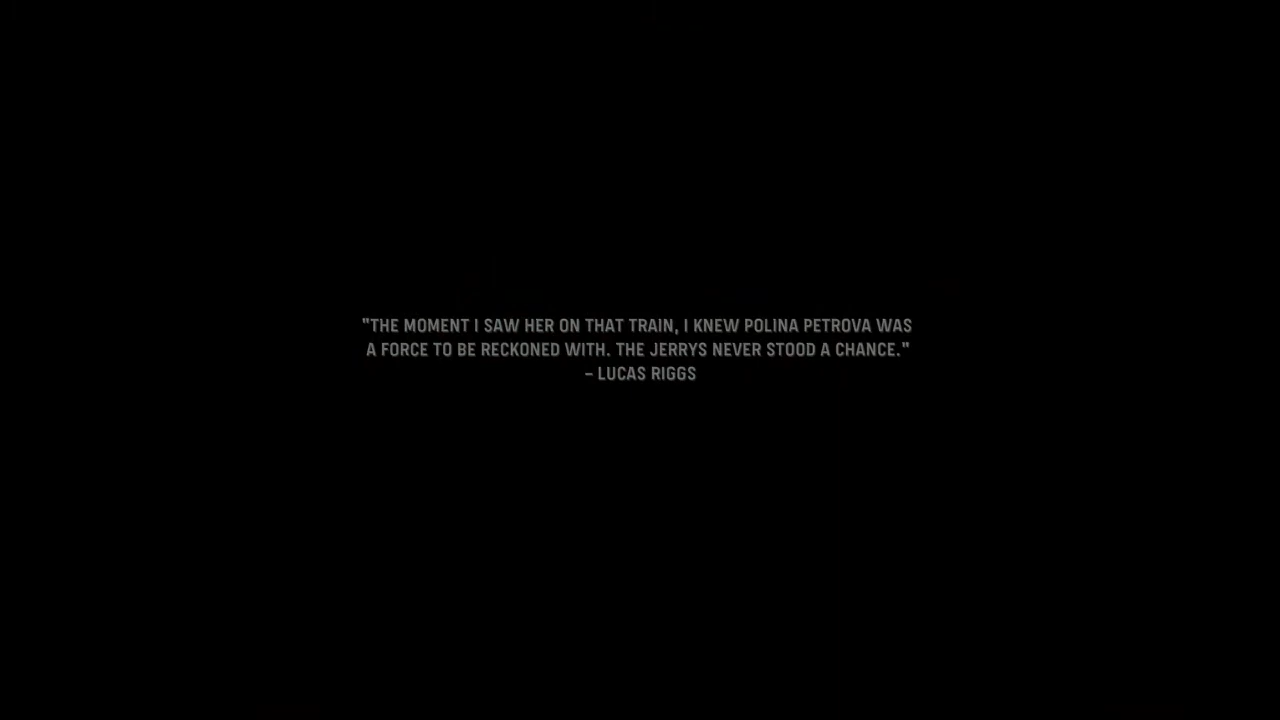 "THE MOMENT I SAW HER ON THAT TRAIN, I KNEW POLINA PETROVA WAS
A FORCE TO BE RECKONED WITH. THE JERRYS NEVER STOOD A CHANCE."
– LUCAS RIGGS